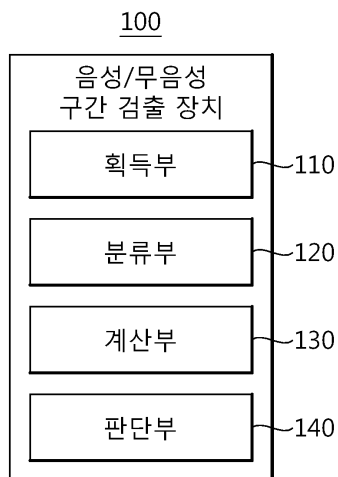 100
음성/무음성
구간 검출 장치
획득부 110
분류부 120
계산부 130
판단부 140